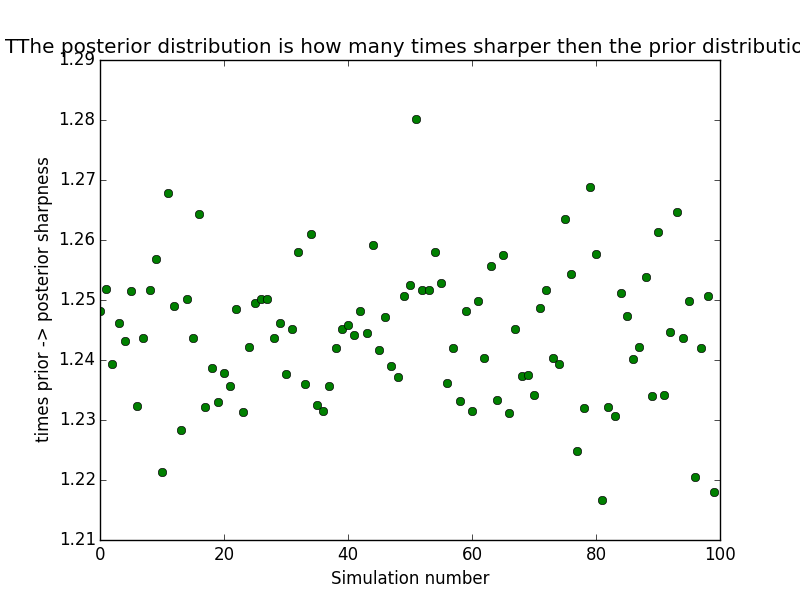 TThe posterior distribution is how many times sharper then the prior distributic
1.29
1.28
1.27
1.26
1.25
1.24
1.23
1.22
1.21
times prior -> posterior sharpness
0 20 40 60 80 100
Simulation number